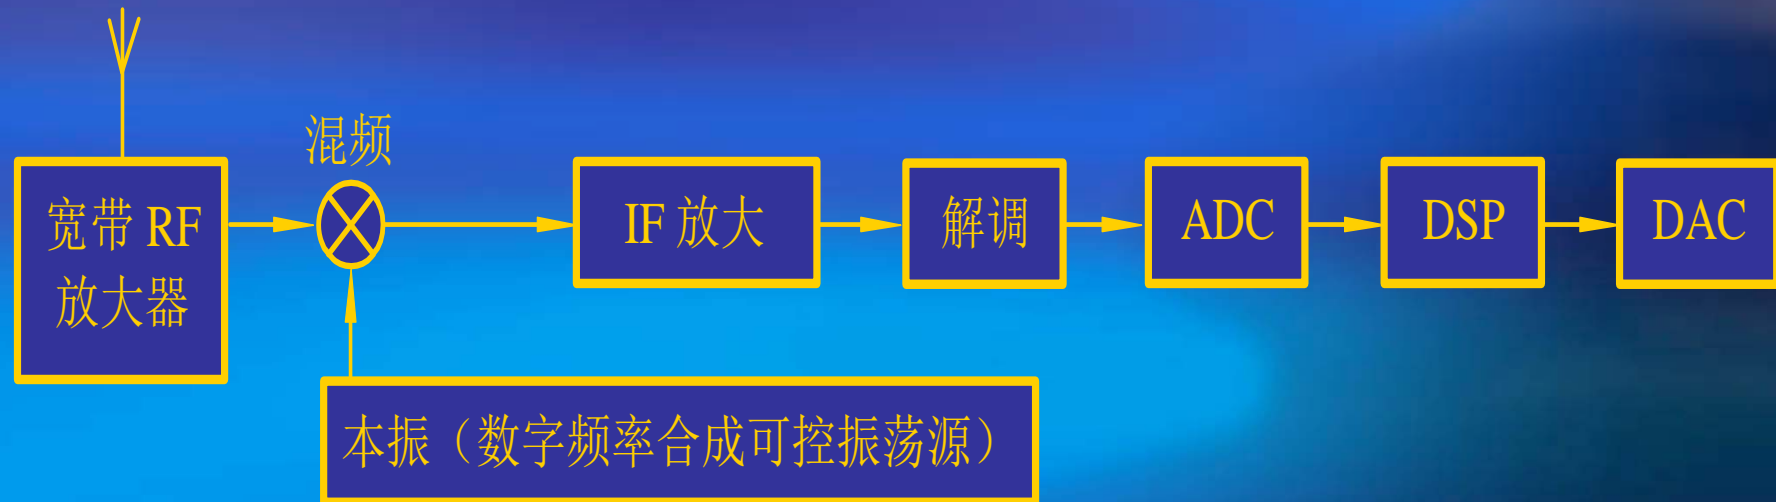 混频
宽带 RF
放大器
IF 放大
解调
ADC
DSP
DAC
本振（数字频率合成可控振荡源）